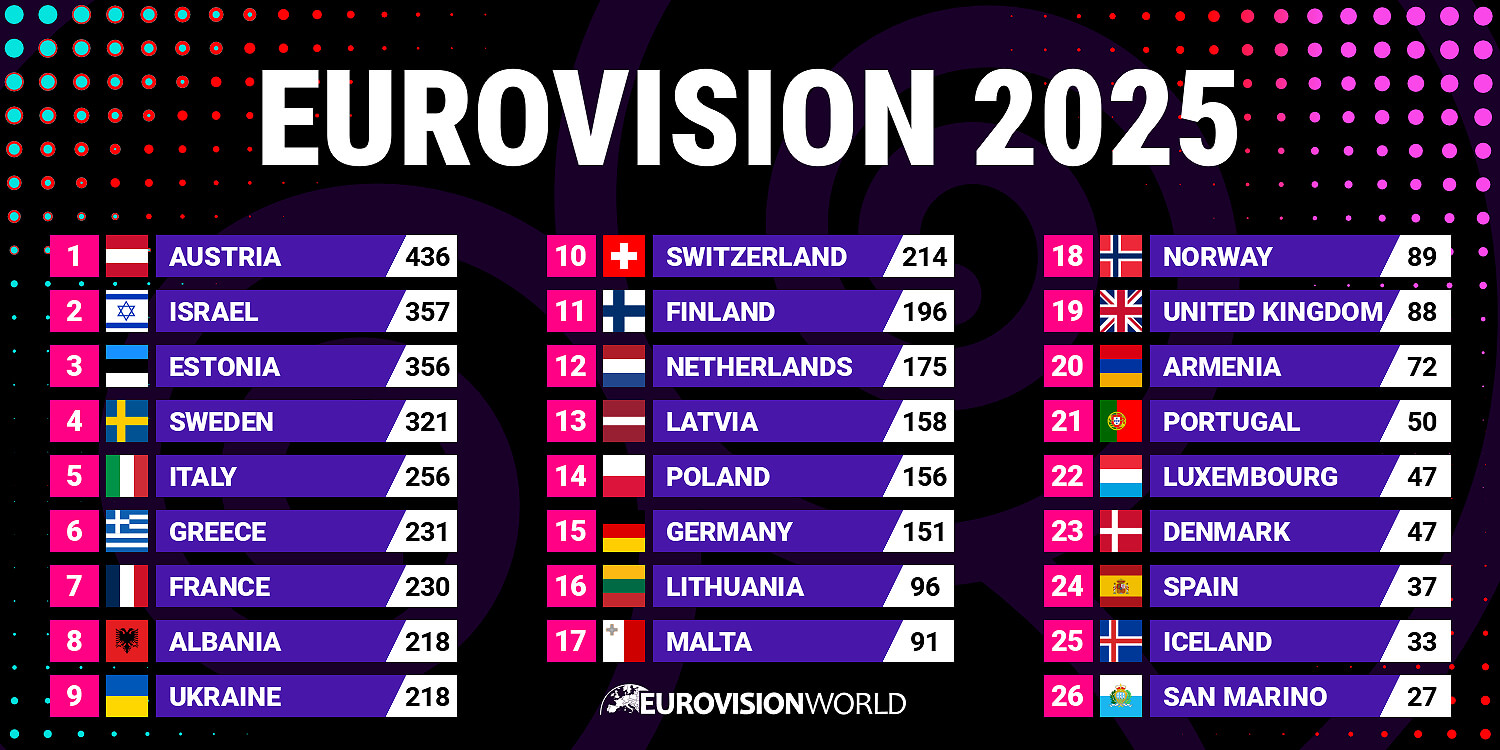 EUROVISION 2025
1 AUSTRIA 436
2 ISRAEL 357
3 ESTONIA 356
4 SWEDEN 321
5 ITALY 256
6 GREECE 231
7 FRANCE 230
8 ALBANIA 218
9 UKRAINE 218
10 SWITZERLAND 214
11 FINLAND 196
12 NETHERLANDS 175
13 LATVIA 158
14 POLAND 156
15 GERMANY 151
16 LITHUANIA 96
17 MALTA 91
EUROVISIONWORLD
18 NORWAY 89
19 UNITED KINGDOM 88
20 ARMENIA 72
21 PORTUGAL 50
22 LUXEMBOURG 47
23 DENMARK 47
24 SPAIN 37
25 ICELAND 33
26 SAN MARINO 27